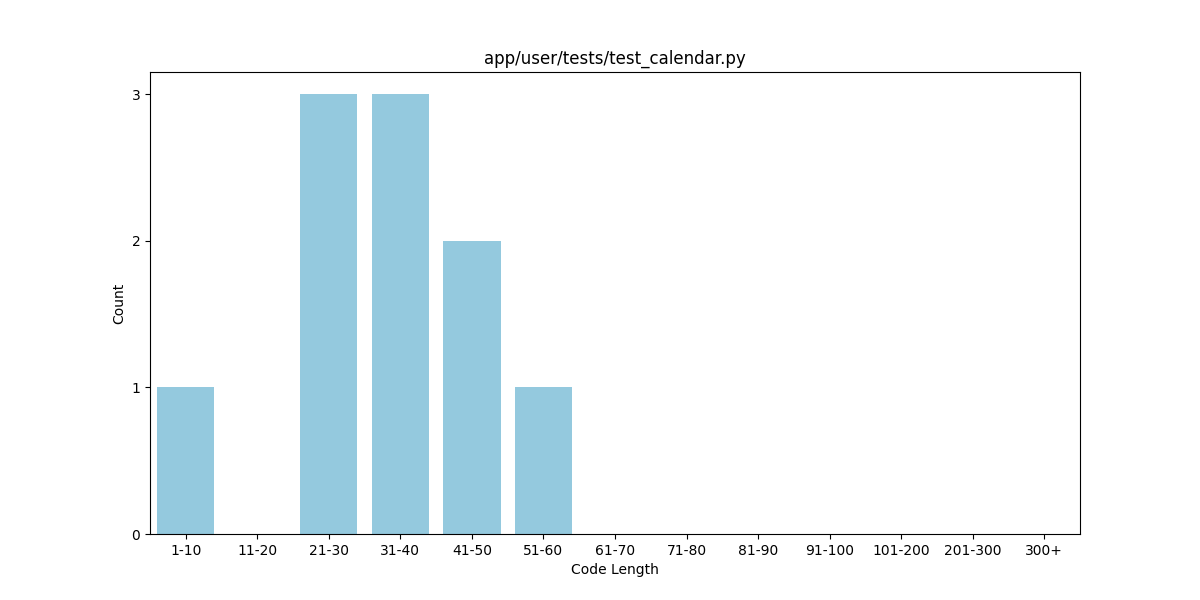 app/user/tests/test_calendar.py
3
2
1
0
Count
1-10 11-20 21-30 31-40 41-50 51-60 61-70 71-80 81-90 91-100 101-200 201-300 300+
Code Length